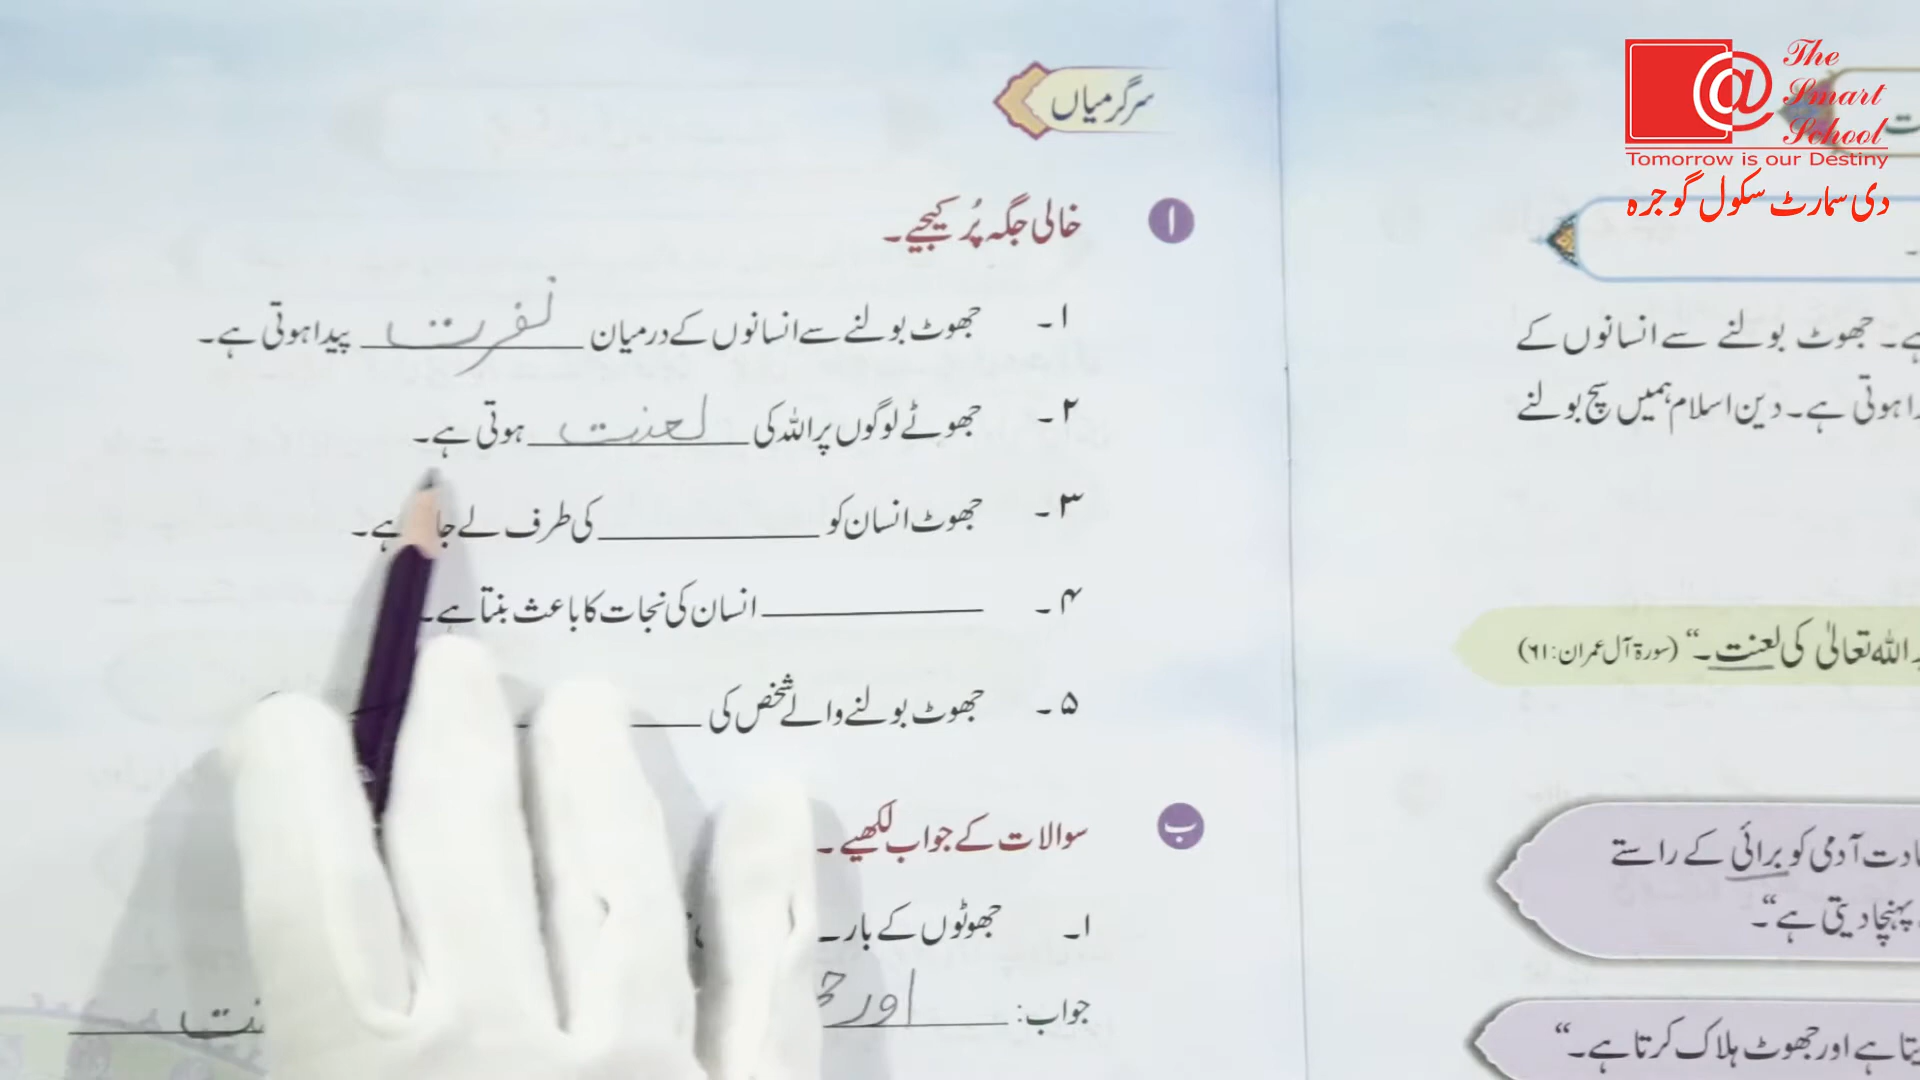 The
Smart
School
Tomorrow is our Destiny
دی سمارٹ سکول گوجرہ
سرگرمیاں
ا خالی جگہ پُر کیجیے۔
۱۔ جھوٹ بولنے سے انسانوں کے درمیان نفرت پیدا ہوتی ہے۔
۲۔ جھوٹے لوگوں پر اللہ کی لعنت ہوتی ہے۔
۳۔ جھوٹ انسان کو ________ کی طرف لے ہے۔
۴۔ ________ انسان کی نجات کا باعث بنتا ہے۔
۵۔ جھوٹ بولنے والے شخص کی ________
ب سوالات کے جواب لکھیے۔
۱۔ جھوٹوں کے
جواب: اور
ہے۔ جھوٹ بولنے سے انسانوں کے
ہوتی ہے۔ دین اسلام ہمیں سچ بولنے
اللہ تعالیٰ کی لعنت۔“ (سورۃ آل عمران: ۶۱)
آدمی کو برائی کے راستے
پہنچا دیتی ہے“۔
ہے اور جھوٹ ہلاک کرتا ہے۔“